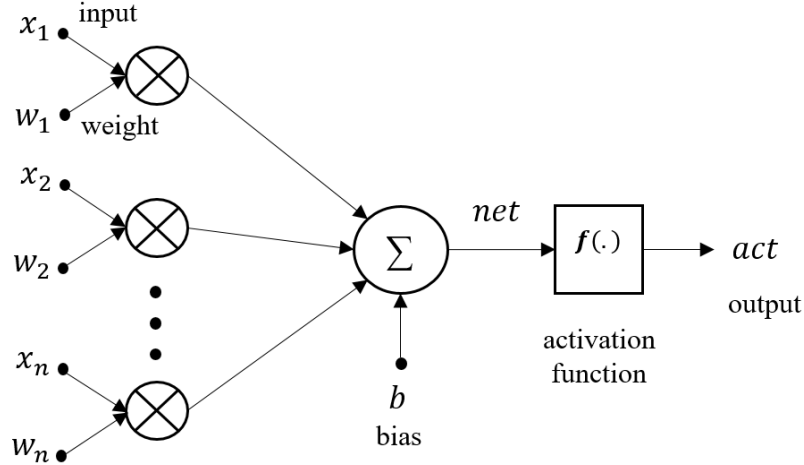 x₁ input
w₁ weight
x₂
w₂
xₙ
wₙ
∑
b
bias
net
f(.)
activation
function
act
output